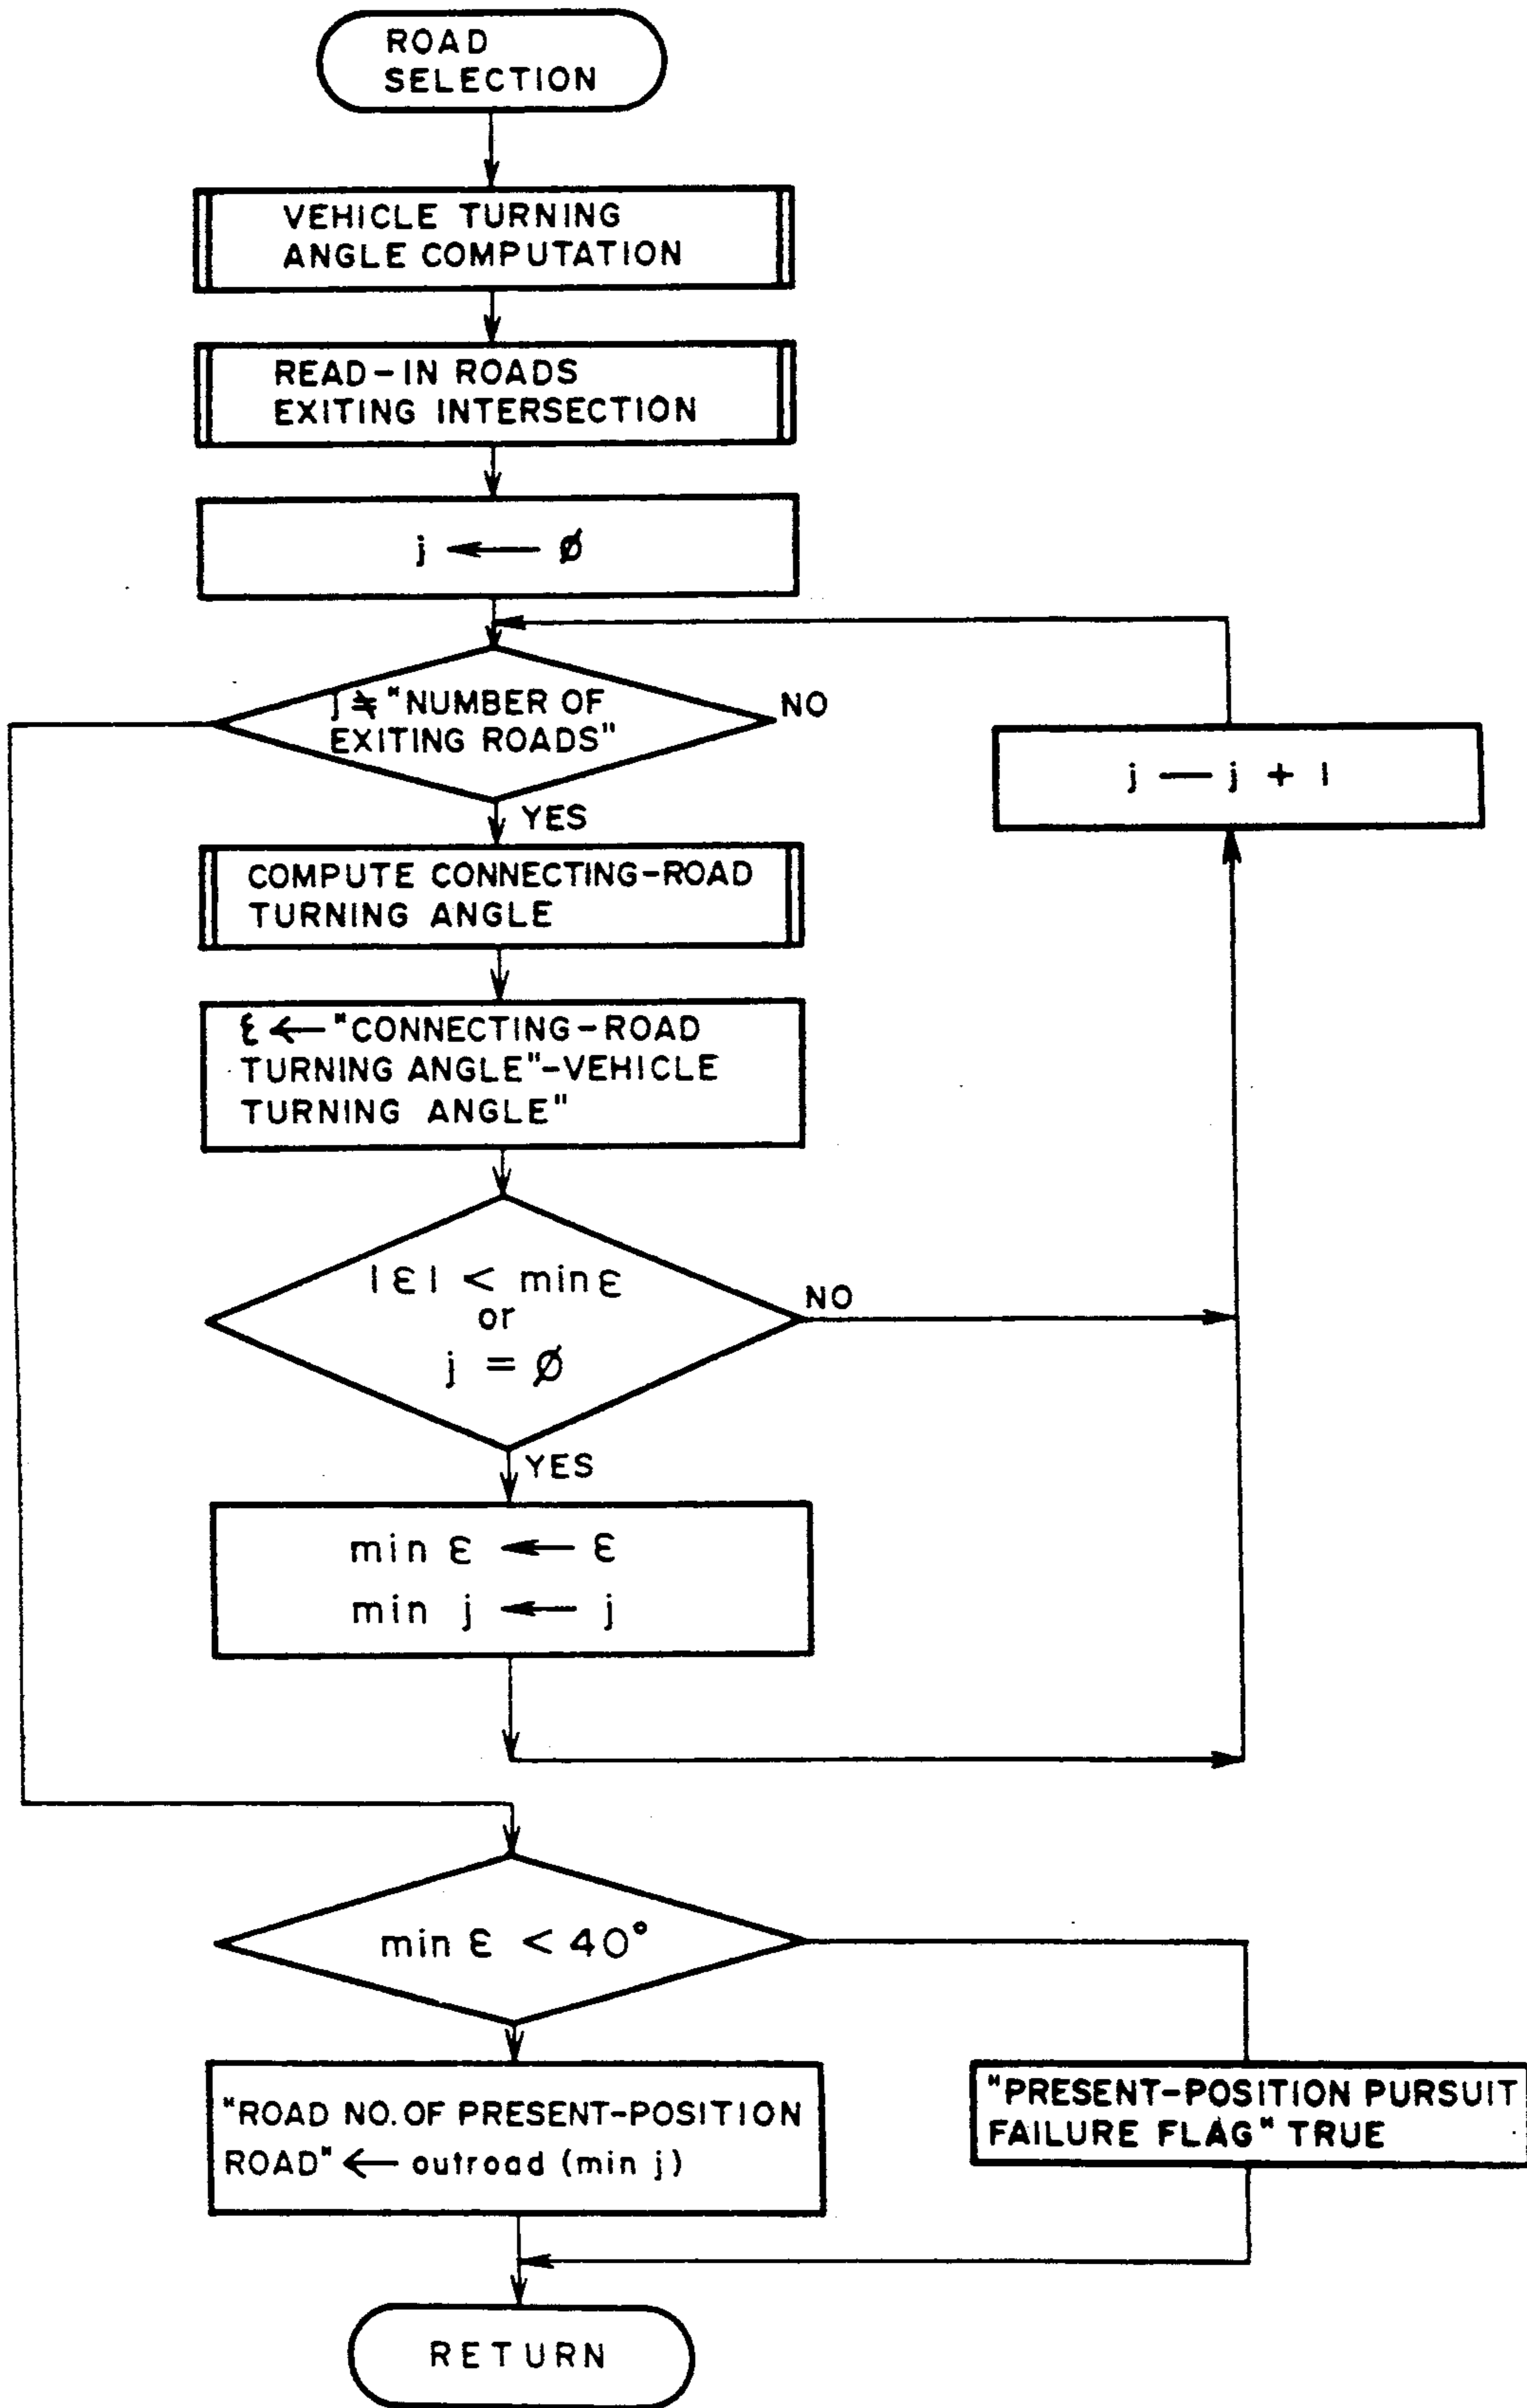 ROAD
SELECTION
VEHICLE TURNING
ANGLE COMPUTATION
READ-IN ROADS
EXITING INTERSECTION
j ← ø
j ≒ "NUMBER OF
EXITING ROADS"
NO
YES
j — j + 1
COMPUTE CONNECTING-ROAD
TURNING ANGLE
ξ ← "CONNECTING-ROAD
TURNING ANGLE"-VEHICLE
TURNING ANGLE"
|ε| < min ε
or
j = ø
NO
YES
min ε ← ε
min j ← j
min ε < 40°
"ROAD NO. OF PRESENT-POSITION
ROAD" ← outroad (min j)
"PRESENT-POSITION PURSUIT
FAILURE FLAG" TRUE
RETURN